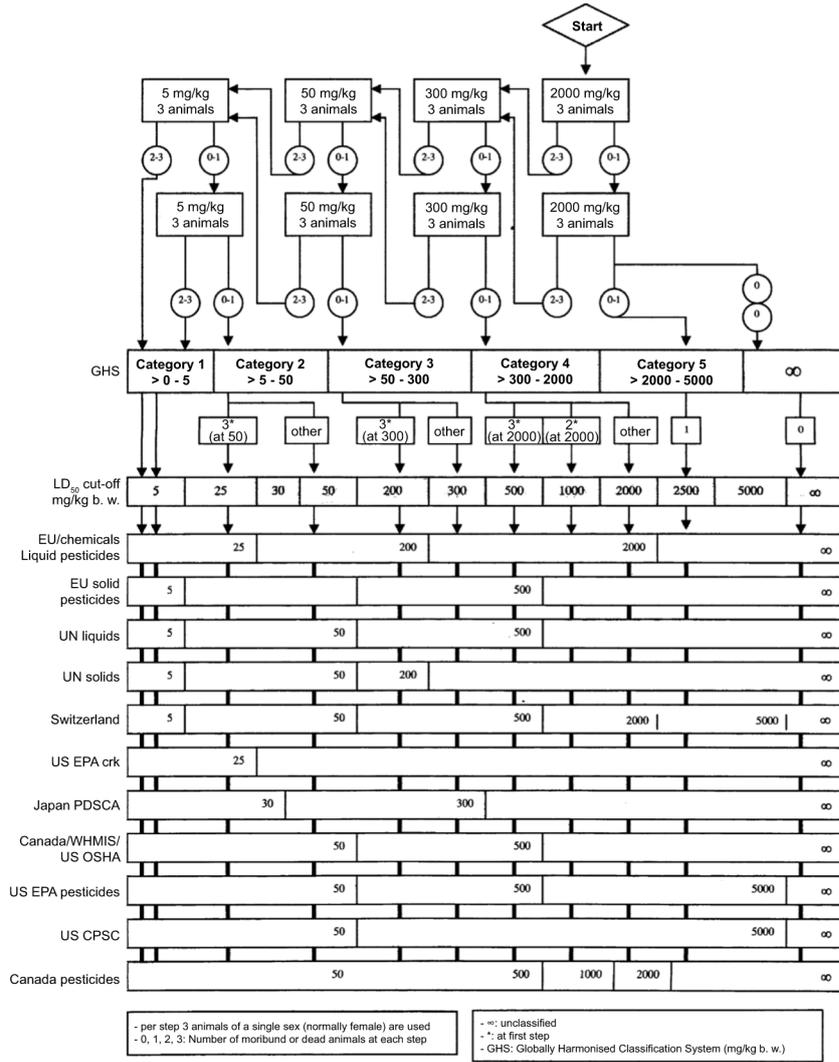 Start
5 mg/kg
3 animals
50 mg/kg
3 animals
300 mg/kg
3 animals
2000 mg/kg
3 animals
2-3
0-1
2-3
0-1
2-3
0-1
2-3
0-1
5 mg/kg
3 animals
50 mg/kg
3 animals
300 mg/kg
3 animals
2000 mg/kg
3 animals
2-3
0-1
2-3
0-1
2-3
0-1
2-3
0-1
0
0
GHS
Category 1
> 0 - 5
Category 2
> 5 - 50
Category 3
> 50 - 300
Category 4
> 300 - 2000
Category 5
> 2000 - 5000
∞
3*
(at 50)
other
3*
(at 300)
other
3*
(at 2000)
2*
(at 2000)
other
1
0
LD50 cut-off
mg/kg b. w.
5 25 30 50 200 300 500 1000 2000 2500 5000 ∞
EU/chemicals
Liquid pesticides
25 200 2000 ∞
EU solid
pesticides
5 500 ∞
UN liquids
5 50 500 ∞
UN solids
5 50 200 ∞
Switzerland
5 50 500 2000 5000 ∞
US EPA crk
25 ∞
Japan PDSCA
30 300 ∞
Canada/WHMIS/
US OSHA
50 500 ∞
US EPA pesticides
50 500 5000 ∞
US CPSC
50 5000 ∞
Canada pesticides
50 500 1000 2000 ∞
- per step 3 animals of a single sex (normally female) are used
- 0, 1, 2, 3: Number of moribund or dead animals at each step
- ∞: unclassified
- *: at first step
- GHS: Globally Harmonised Classification System (mg/kg b. w.)